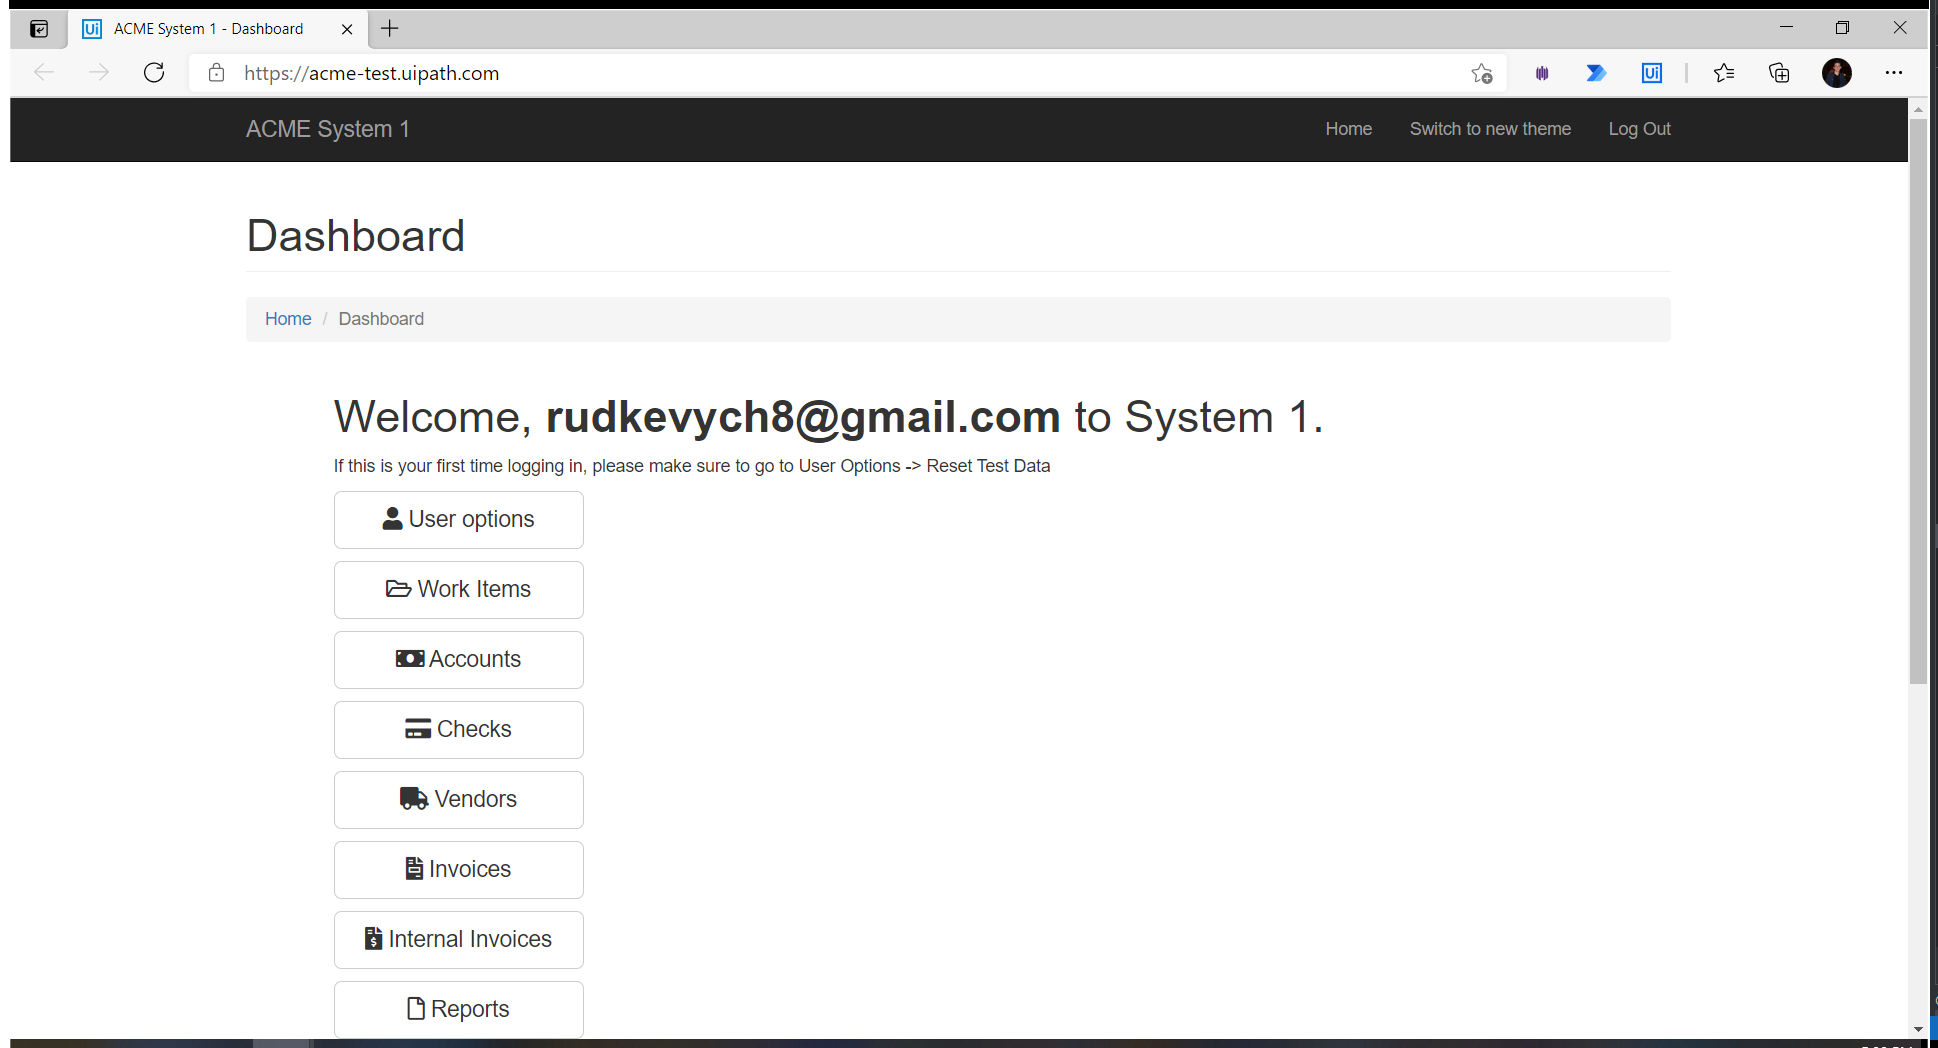 ACME System 1 - Dashboard
https://acme-test.uipath.com
ACME System 1
Home
Switch to new theme
Log Out
Dashboard
Home / Dashboard
Welcome, rudkevych8@gmail.com to System 1.
If this is your first time logging in, please make sure to go to User Options -> Reset Test Data
User options
Work Items
Accounts
Checks
Vendors
Invoices
Internal Invoices
Reports